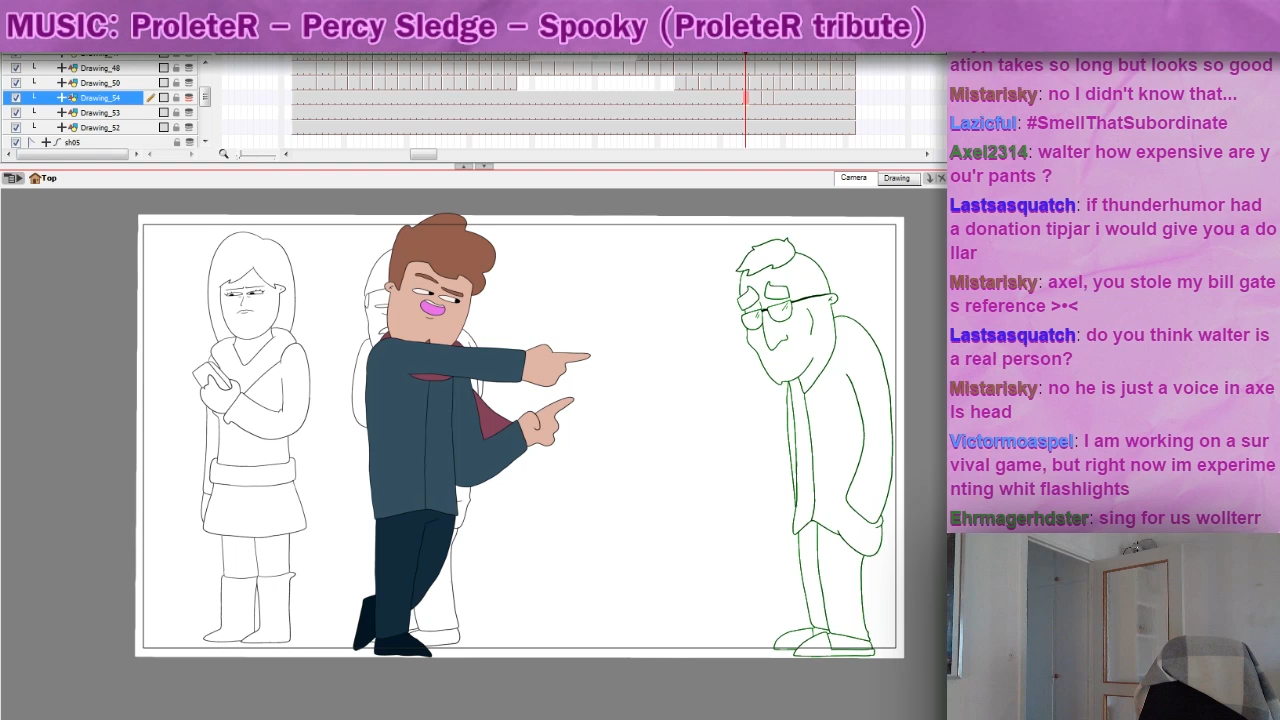 MUSIC: ProleteR – Percy Sledge – Spooky (ProleteR tribute)
Drawing_48
Drawing_50
Drawing_54
Drawing_53
Drawing_52
sh05
Top
Camera
Drawing
ation takes so long but looks so good
Mistarisky: no I didn't know that...
Lazicful: #SmellThatSubordinate
Axel2314: walter how expensive are y
ou'r pants ?
Lastsasquatch: if thunderhumor had
a donation tipjar i would give you a do
llar
Mistarisky: axel, you stole my bill gate
s reference >•<
Lastsasquatch: do you think walter is
a real person?
Mistarisky: no he is just a voice in axe
ls head
Victormoaspel: I am working on a sur
vival game, but right now im experime
nting whit flashlights
Ehrmagerhdster: sing for us wollterr